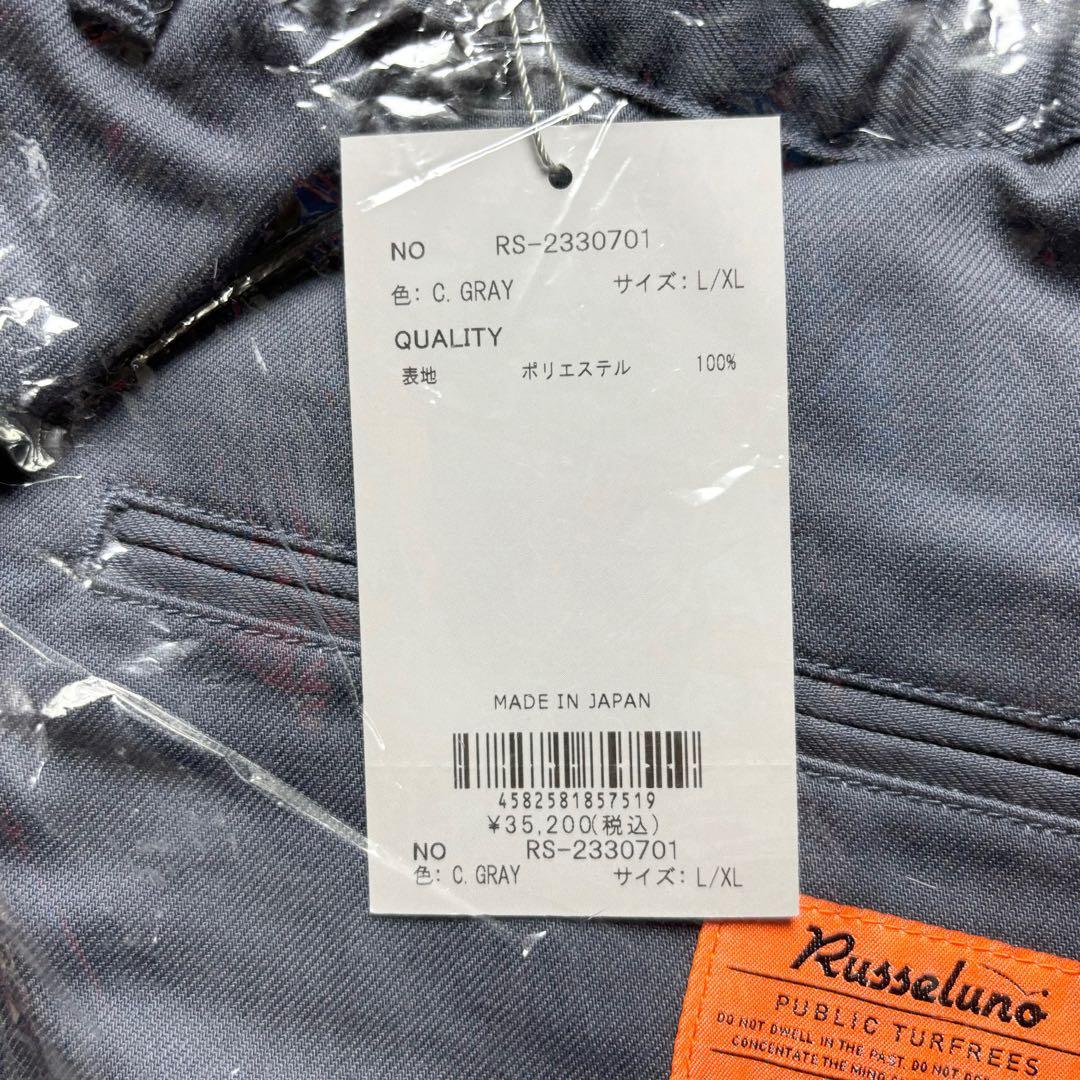 NO RS-2330701
色: C. GRAY サイズ: L/XL
QUALITY
表地 ポリエステル 100%
MADE IN JAPAN
4582581857519
¥35,200(税込)
NO RS-2330701
色: C. GRAY サイズ: L/XL
Russeluno
PUBLIC TURFREES
DO NOT DWELL IN THE PAST. DO NOT
CONCENTRATE THE MIND